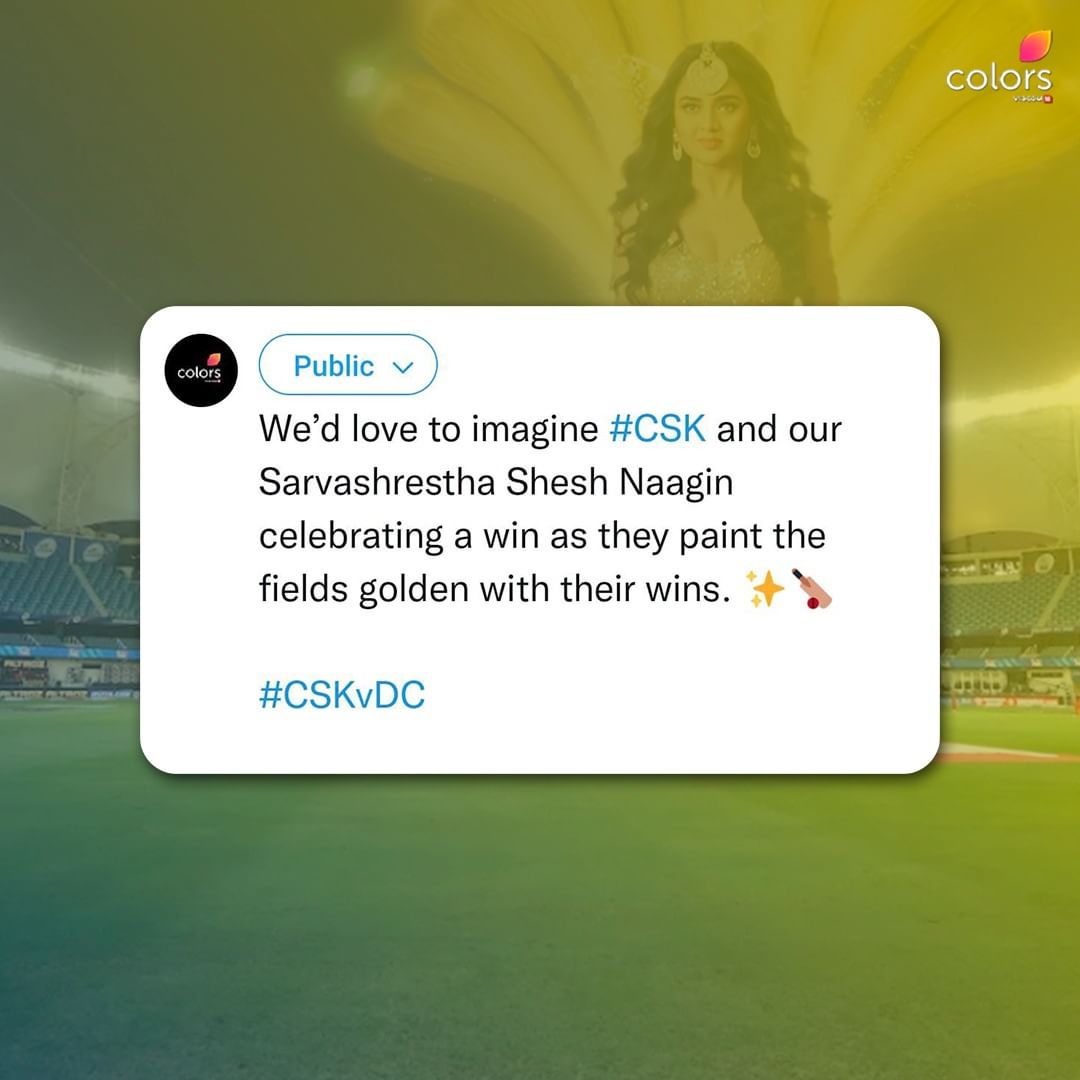 colors
VIACOM18
colors
Public
We’d love to imagine #CSK and our
Sarvashrestha Shesh Naagin
celebrating a win as they paint the
fields golden with their wins. ✨🏏
#CSKvDC